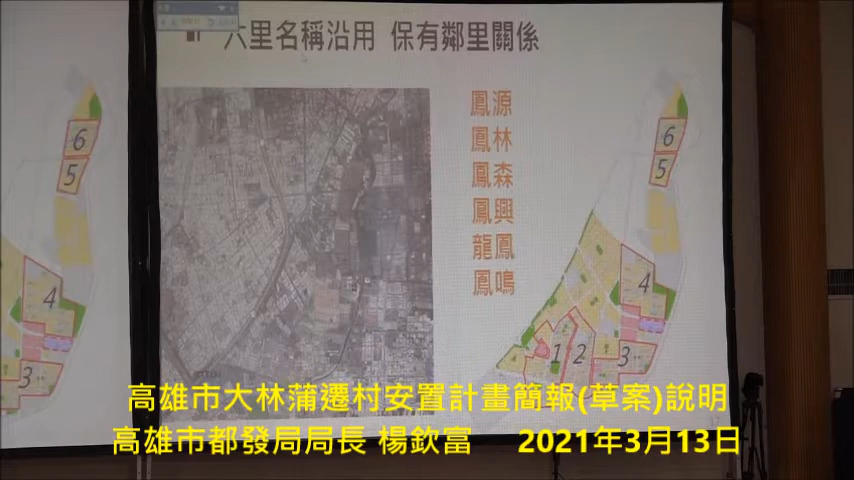 六里名稱沿用 保有鄰里關係
鳳源
鳳林
鳳森
鳳興
龍鳳
鳳鳴
6
5
4
3
6
5
4
1
2
3
高雄市大林蒲遷村安置計畫簡報(草案)說明
高雄市都發局局長 楊欽富 2021年3月13日